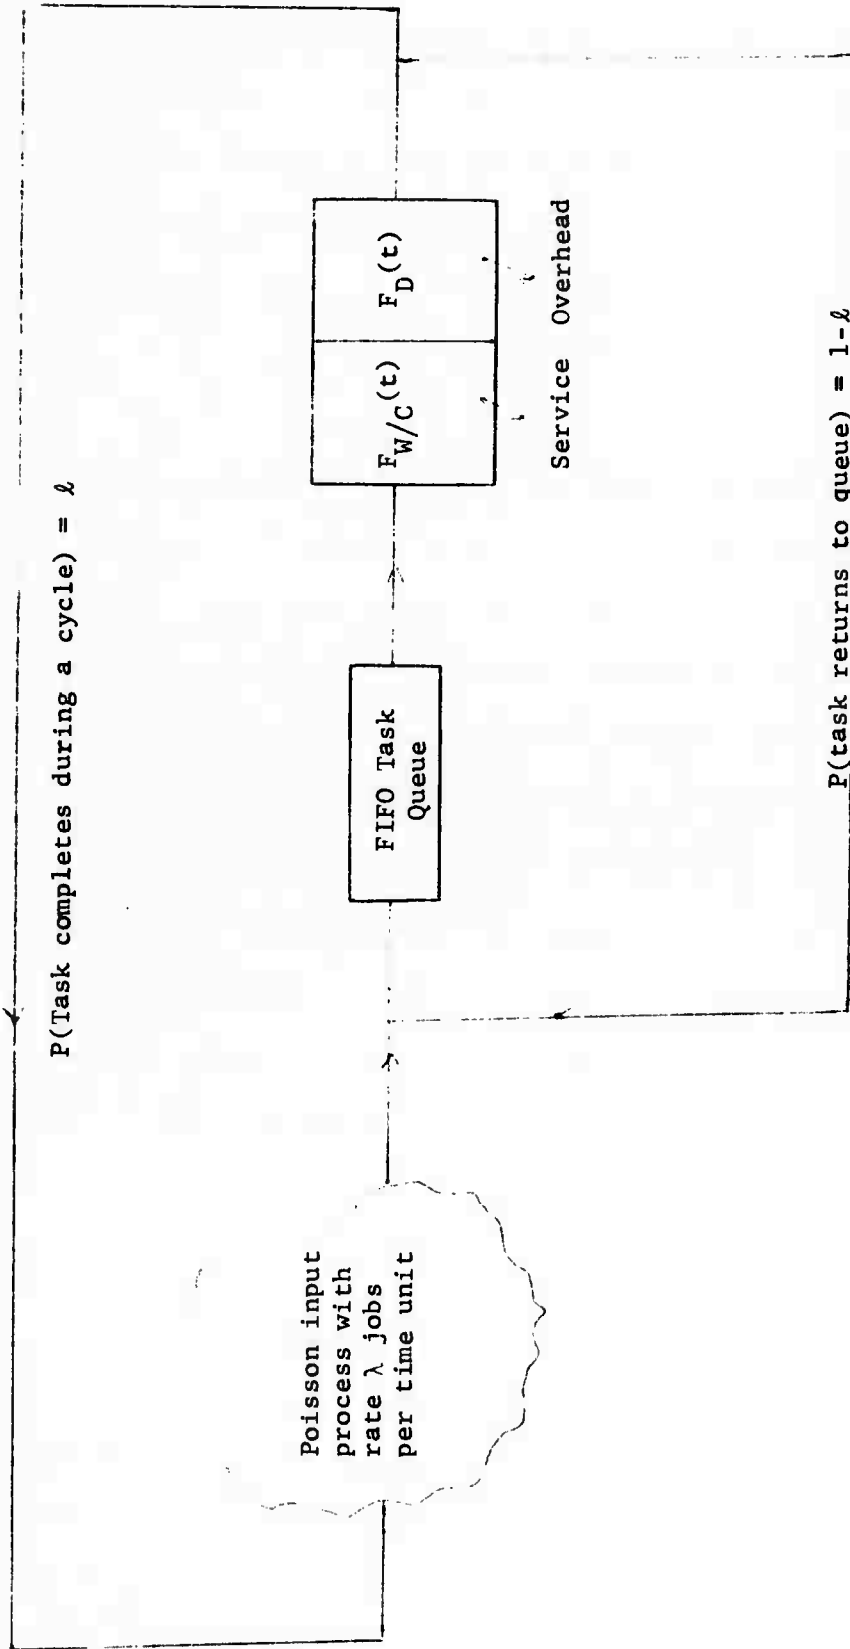 P(Task completes during a cycle) = ℓ
Poisson input
process with
rate λ jobs
per time unit
FIFO Task
Queue
F_{W/C}(t)
F_D(t)
Service Overhead
P(task returns to queue) = 1-ℓ